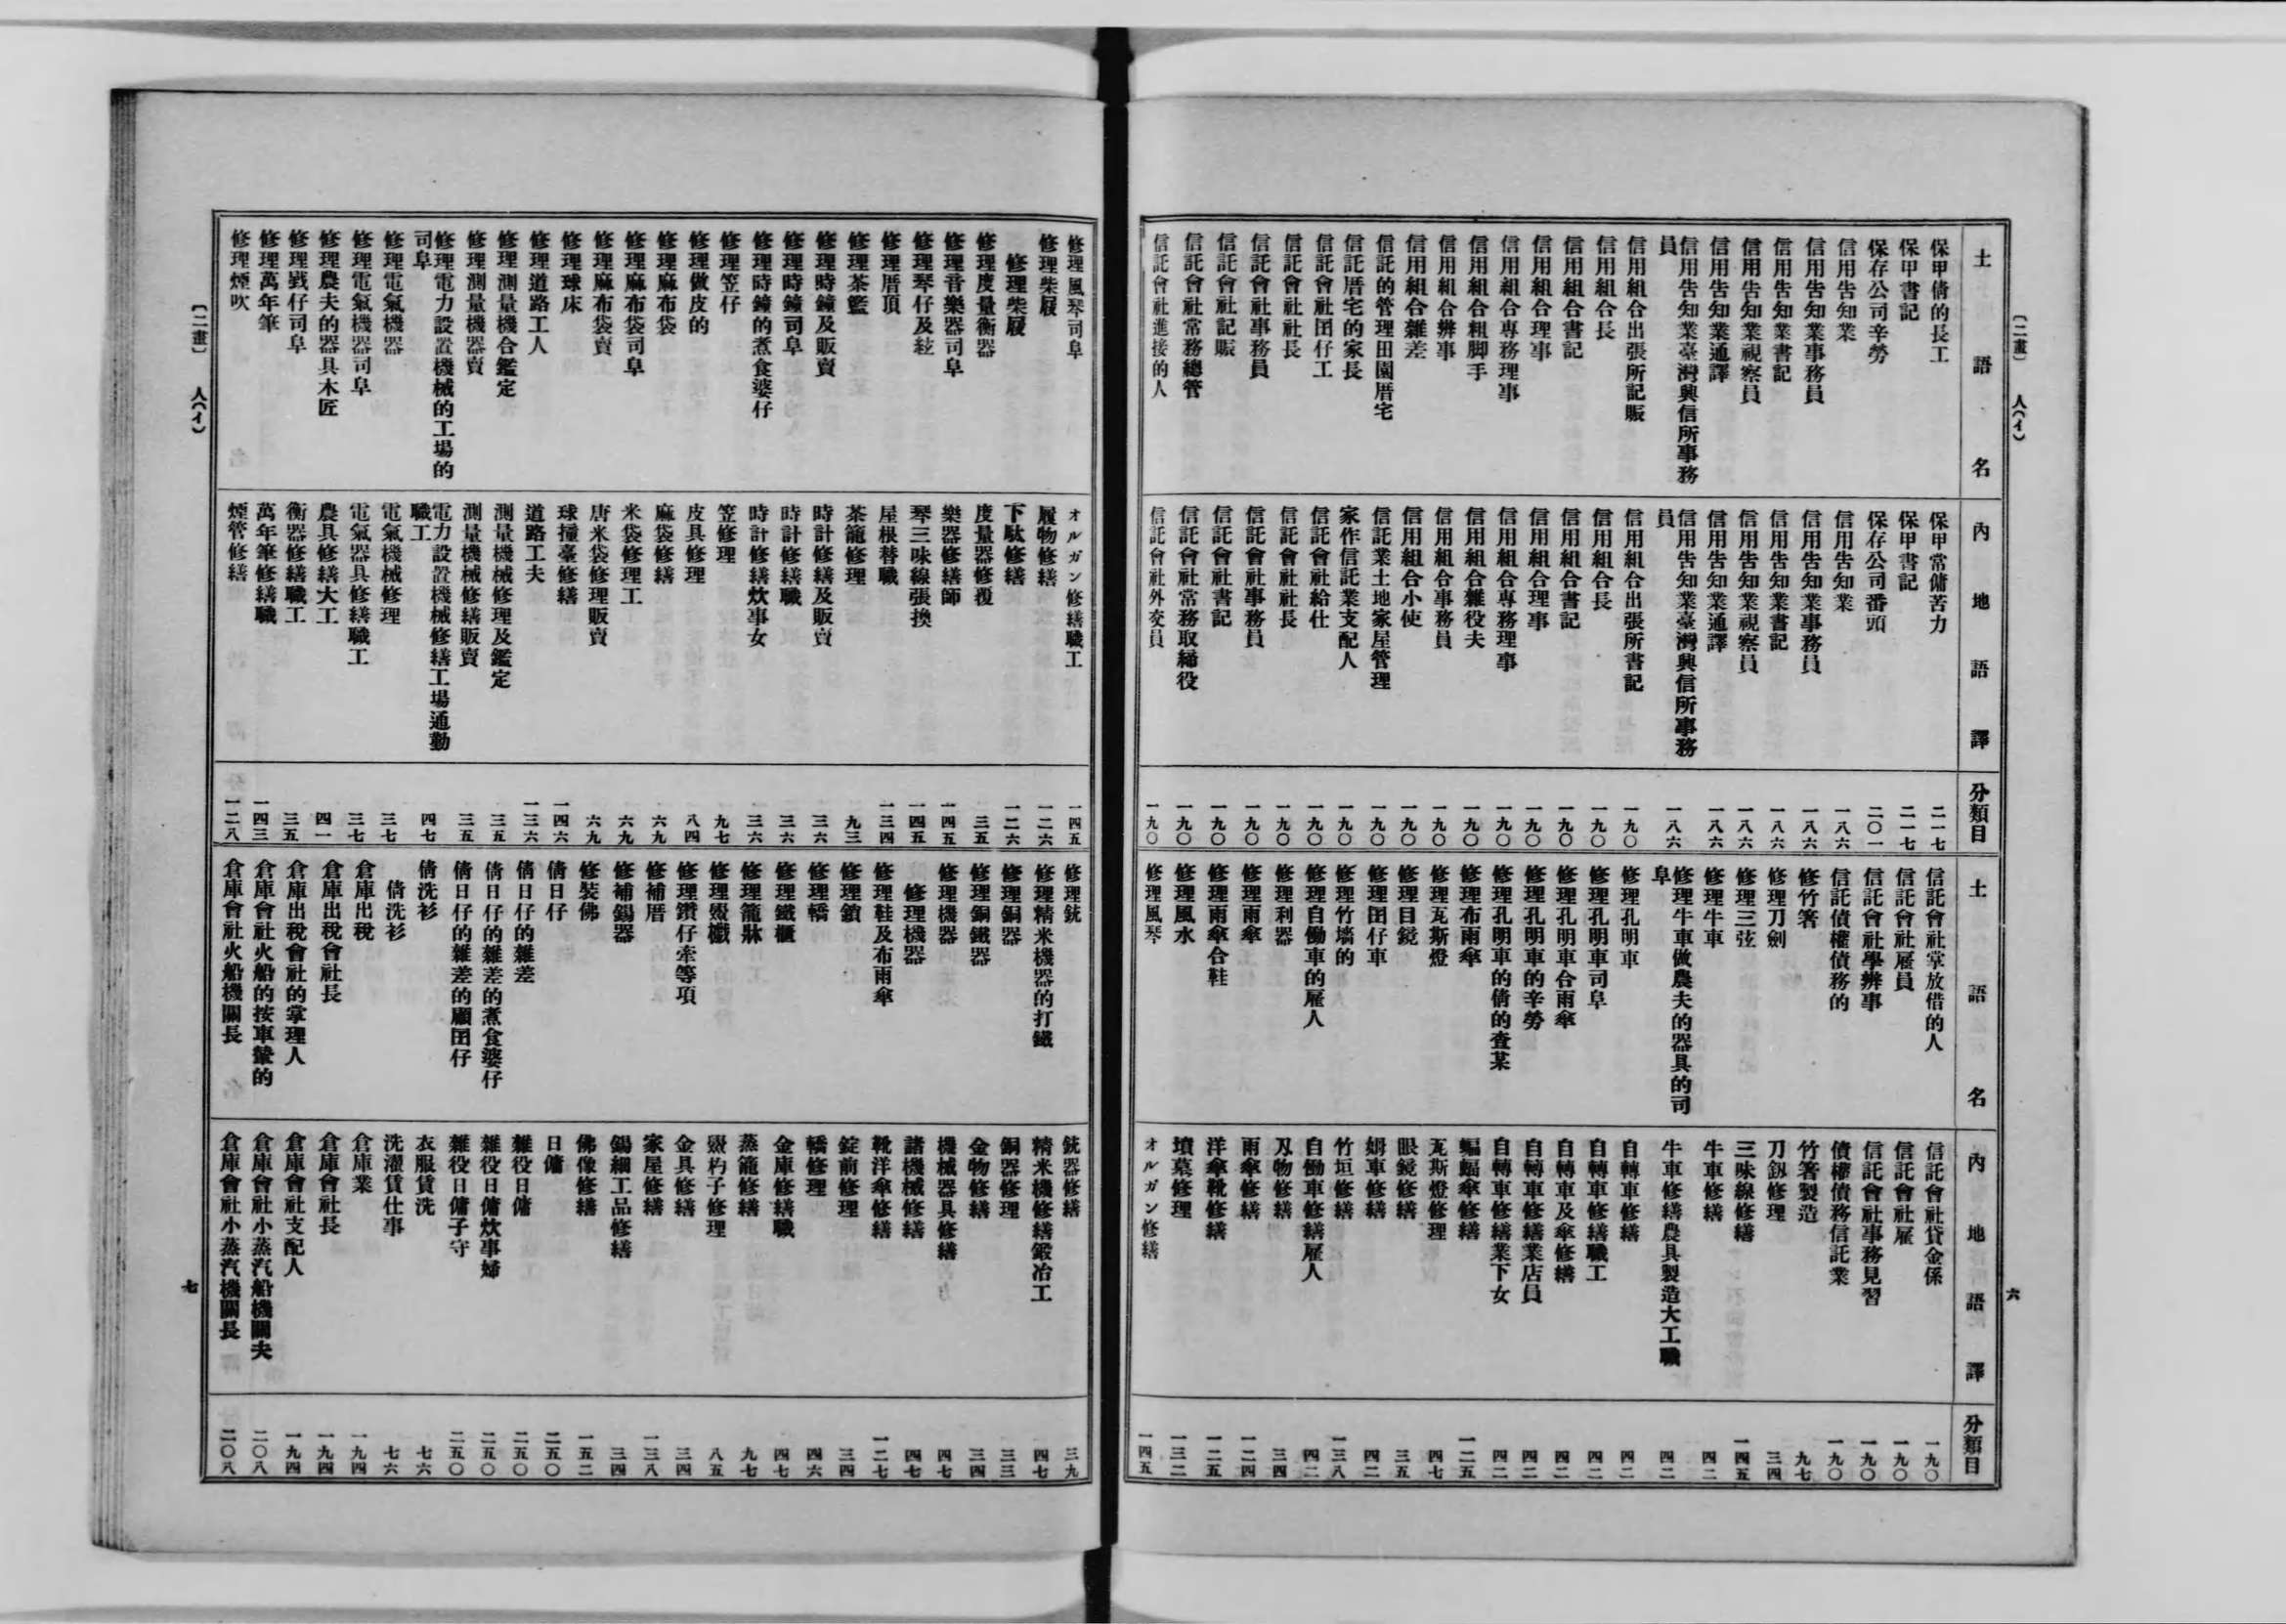 〔二畫〕 人(イ)
六
土語名 內地語譯 分類目
保甲倩的長工 保甲常傭苦力 二一七
保甲書記 保甲書記 二一七
保存公司辛勞 保存公司番頭 二〇一
信用告知業 信用告知業 一八六
信用告知業事務員 信用告知業事務員 一八六
信用告知業書記 信用告知業書記 一八六
信用告知業視察員 信用告知業視察員 一八六
信用告知業通譯 信用告知業通譯 一八六
信用告知業臺灣興信所事務員 信用告知業臺灣興信所事務員 一八六
信用組合出張所記賬 信用組合出張所書記 一九〇
信用組合長 信用組合長 一九〇
信用組合書記 信用組合書記 一九〇
信用組合理事 信用組合理事 一九〇
信用組合專務理事 信用組合專務理事 一九〇
信用組合粗脚手 信用組合雜役夫 一九〇
信用組合辨事 信用組合事務員 一九〇
信用組合雜差 信用組合小使 一九〇
信託的管理田園厝宅 信託業土地家屋管理 一九〇
信託厝宅的家長 家作信託業支配人 一九〇
信託會社囝仔工 信託會社給仕 一九〇
信託會社社長 信託會社社長 一九〇
信託會社事務員 信託會社事務員 一九〇
信託會社記賬 信託會社書記 一九〇
信託會社常務總管 信託會社常務取締役 一九〇
信託會社進接的人 信託會社外交員 一九〇
土語名 內地語譯 分類目
信託會社掌放借的人 信託會社貸金係 一九〇
信託會社雇員 信託會社雇 一九〇
信託會社學辨事 信託會社事務見習 一九〇
信託債權債務的 債權債務信託業 一九〇
修竹箸 竹箸製造 九七
修理刀劍 刀釼修理 三四
修理三弦 三味線修繕 一四五
修理牛車 牛車修繕 四二
修理牛車做農夫的器具的司阜 牛車修繕農具製造大工職 四二
修理孔明車 自轉車修繕 四二
修理孔明車司阜 自轉車修繕職工 四二
修理孔明車合雨傘 自轉車及傘修繕 四二
修理孔明車的辛勞 自轉車修繕業店員 四二
修理孔明車的倩的査某 自轉車修繕業下女 四二
修理布雨傘 蝙蝠傘修繕 一二五
修理瓦斯燈 瓦斯燈修理 四七
修理目鏡 眼鏡修繕 三五
修理囝仔車 姆車修繕 四二
修理竹墻的 竹垣修繕 一三八
修理自働車的雇人 自働車修繕雇人 四二
修理利器 刄物修繕 三四
修理雨傘 雨傘修繕 一二四
修理雨傘合鞋 洋傘靴修繕 一二五
修理風水 墳墓修理 一三二
修理風琴 オルガン修繕 一四五
修理風琴司阜 オルガン修繕職工 一四五
修理柴屐 履物修繕 一二六
修理柴屐 下駄修繕 一二六
修理度量衡器 度量器修覆 三五
修理音樂器司阜 樂器修繕師 一四五
修理琴仔及絃 琴三味線張換 一四五
修理厝頂 屋根替職 一三四
修理茶籃 茶籠修理 九三
修理時鐘及販賣 時計修繕及販賣 三六
修理時鐘司阜 時計修繕職 三六
修理時鐘的煮食婆仔 時計修繕炊事女 三六
修理笠仔 笠修理 九七
修理做皮的 皮具修理 八四
修理麻布袋 麻袋修繕 六九
修理麻布袋司阜 米袋修理工 六九
修理麻布袋賣 唐米袋修理販賣 六九
修理球床 球撞臺修繕 一四六
修理道路工人 道路工夫 一三六
修理測量機合鑑定 測量機械修理及鑑定 三五
修理測量機器賣 測量機械修繕販賣 三五
修理電力設置機械的工場的司阜 電力設置機械修繕工場通勤職工 四七
修理電氣機器 電氣機械修理 三七
修理電氣機器司阜 電氣器具修繕職工 三七
修理農夫的器具木匠 農具修繕大工 四一
修理戥仔司阜 衡器修繕職工 三五
修理萬年筆 萬年筆修繕職 一四三
修理煙吹 煙管修繕 一二八
修理銃 銃器修繕 三九
修理精米機器的打鐵 精米機修繕鍛冶工 四七
修理銅器 銅器修理 三三
修理銅鐵器 金物修繕 三四
修理機器 機械器具修繕 四七
修理機器 諸機械修繕 四七
修理鞋及布雨傘 靴洋傘修繕 一二七
修理鎖 錠前修理 三四
修理轎 轎修理 四六
修理鐵櫃 金庫修繕職 四七
修理籠牀 蒸籠修繕 九七
修理 修理 八五
修理鑽仔牽等項 金具修繕 三四
修補厝 家屋修繕 一三八
修補錫器 錫細工品修繕 三四
修裝佛 佛像修繕 一五二
倩日仔 日傭 二五〇
倩日仔的雜差 雜役日傭 二五〇
倩日仔的雜差的煮食婆仔 雜役日傭炊事婦 二五〇
倩日仔的雜差的顧囝仔 雜役日傭子守 二五〇
倩洗衫 衣服賃洗 七六
倩洗衫 洗濯賃仕事 七六
倉庫出稅 倉庫業 一九四
倉庫出稅會社長 倉庫會社長 一九四
倉庫出稅會社的掌理人 倉庫會社支配人 一九四
倉庫會社火船的按車輦的 倉庫會社小蒸汽船機關夫 二〇八
倉庫會社火船機關長 倉庫會社小蒸汽機關長 二〇八
〔二畫〕 人(イ)
七